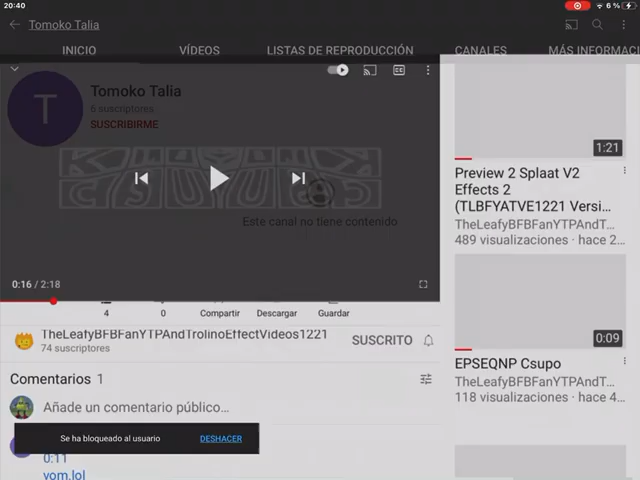 20:40
6 %
Tomoko Talia
INICIO
VÍDEOS
LISTAS DE REPRODUCCIÓN
CANALES
MÁS INFORMACI
T
Tomoko Talia
6 suscriptores
SUSCRIBIRME
CSUPO
Este canal no tiene contenido
0:16 / 2:18
4
0
Compartir
Descargar
Guardar
TheLeafyBFBFanYTPAndTrolinoEffectVideos1221
74 suscriptores
SUSCRITO
Comentarios 1
Añade un comentario público...
Se ha bloqueado al usuario
DESHACER
0:11
yom.lol
1:21
Preview 2 Splaat V2
Effects 2
(TLBFYATVE1221 Versi...
TheLeafyBFBFanYTPAndT...
489 visualizaciones · hace 2...
0:09
EPSEQNP Csupo
TheLeafyBFBFanYTPAndT...
118 visualizaciones · hace 4...